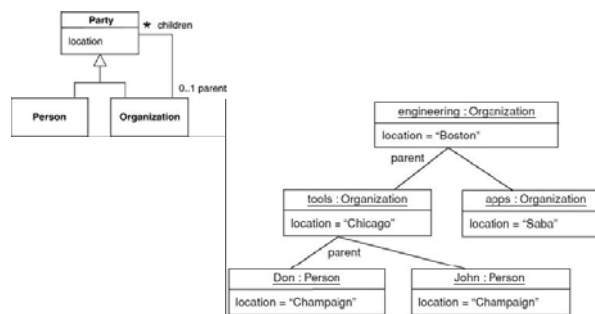 Party
location
* children
0..1 parent
Person
Organization
engineering : Organization
location = "Boston"
parent
tools : Organization
location = "Chicago"
apps : Organization
location = "Saba"
parent
Don : Person
location = "Champaign"
John : Person
location = "Champaign"